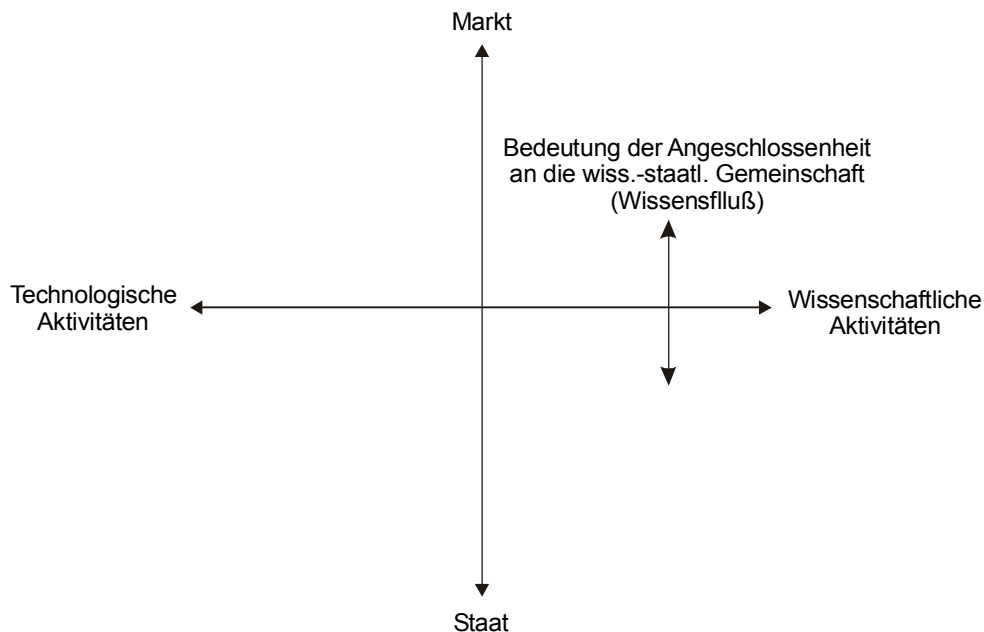 Markt
Bedeutung der Angeschlossenheit
an die wiss.-staatl. Gemeinschaft
(Wissensflluß)
Technologische
Aktivitäten
Wissenschaftliche
Aktivitäten
Staat